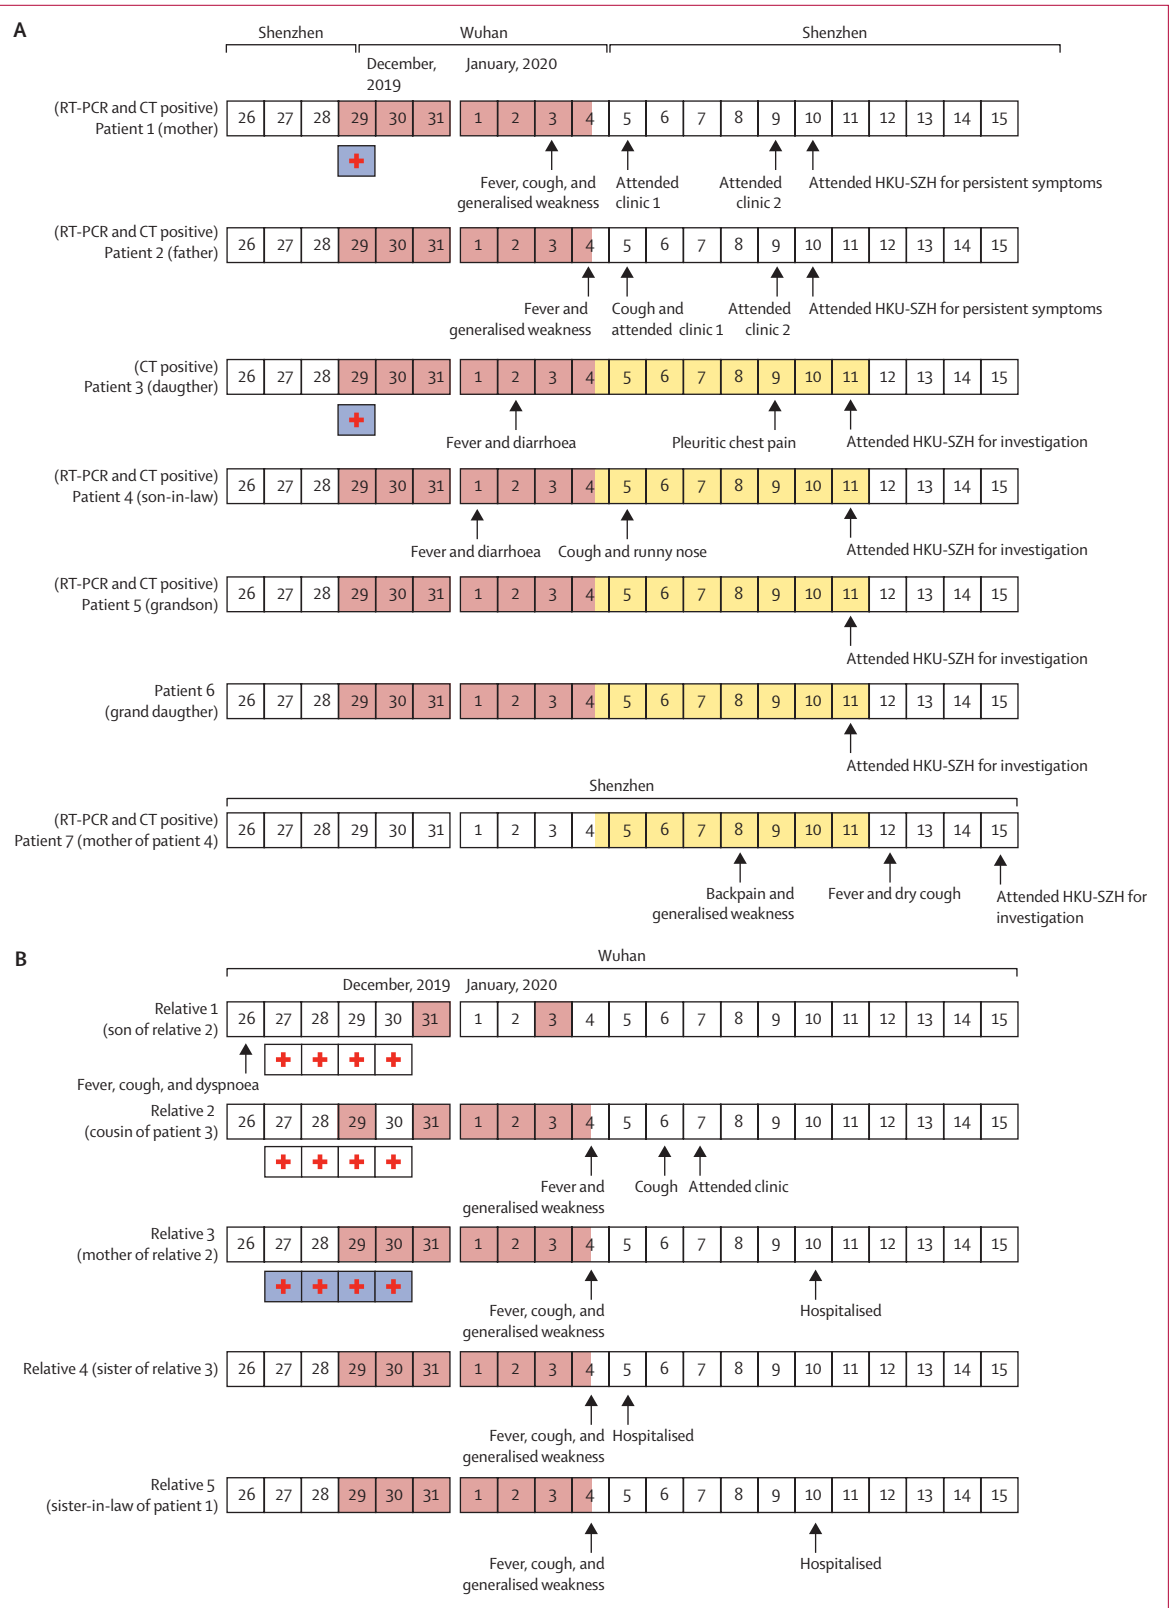 A
Shenzhen Wuhan Shenzhen
December, 2019 January, 2020
(RT-PCR and CT positive)
Patient 1 (mother)
26 27 28 29 30 31 1 2 3 4 5 6 7 8 9 10 11 12 13 14 15
Fever, cough, and generalised weakness
Attended clinic 1
Attended clinic 2
Attended HKU-SZH for persistent symptoms
(RT-PCR and CT positive)
Patient 2 (father)
26 27 28 29 30 31 1 2 3 4 5 6 7 8 9 10 11 12 13 14 15
Fever and generalised weakness
Cough and attended clinic 1
Attended clinic 2
Attended HKU-SZH for persistent symptoms
(CT positive)
Patient 3 (daugther)
26 27 28 29 30 31 1 2 3 4 5 6 7 8 9 10 11 12 13 14 15
Fever and diarrhoea
Pleuritic chest pain
Attended HKU-SZH for investigation
(RT-PCR and CT positive)
Patient 4 (son-in-law)
26 27 28 29 30 31 1 2 3 4 5 6 7 8 9 10 11 12 13 14 15
Fever and diarrhoea
Cough and runny nose
Attended HKU-SZH for investigation
(RT-PCR and CT positive)
Patient 5 (grandson)
26 27 28 29 30 31 1 2 3 4 5 6 7 8 9 10 11 12 13 14 15
Attended HKU-SZH for investigation
Patient 6
(grand daugther)
26 27 28 29 30 31 1 2 3 4 5 6 7 8 9 10 11 12 13 14 15
Attended HKU-SZH for investigation
Shenzhen
(RT-PCR and CT positive)
Patient 7 (mother of patient 4)
26 27 28 29 30 31 1 2 3 4 5 6 7 8 9 10 11 12 13 14 15
Backpain and generalised weakness
Fever and dry cough
Attended HKU-SZH for investigation
B
Wuhan
December, 2019 January, 2020
Relative 1
(son of relative 2)
26 27 28 29 30 31 1 2 3 4 5 6 7 8 9 10 11 12 13 14 15
Fever, cough, and dyspnoea
Relative 2
(cousin of patient 3)
26 27 28 29 30 31 1 2 3 4 5 6 7 8 9 10 11 12 13 14 15
Fever and generalised weakness
Cough
Attended clinic
Relative 3
(mother of relative 2)
26 27 28 29 30 31 1 2 3 4 5 6 7 8 9 10 11 12 13 14 15
Fever, cough, and generalised weakness
Hospitalised
Relative 4 (sister of relative 3)
26 27 28 29 30 31 1 2 3 4 5 6 7 8 9 10 11 12 13 14 15
Fever, cough, and generalised weakness
Hospitalised
Relative 5
(sister-in-law of patient 1)
26 27 28 29 30 31 1 2 3 4 5 6 7 8 9 10 11 12 13 14 15
Fever, cough, and generalised weakness
Hospitalised